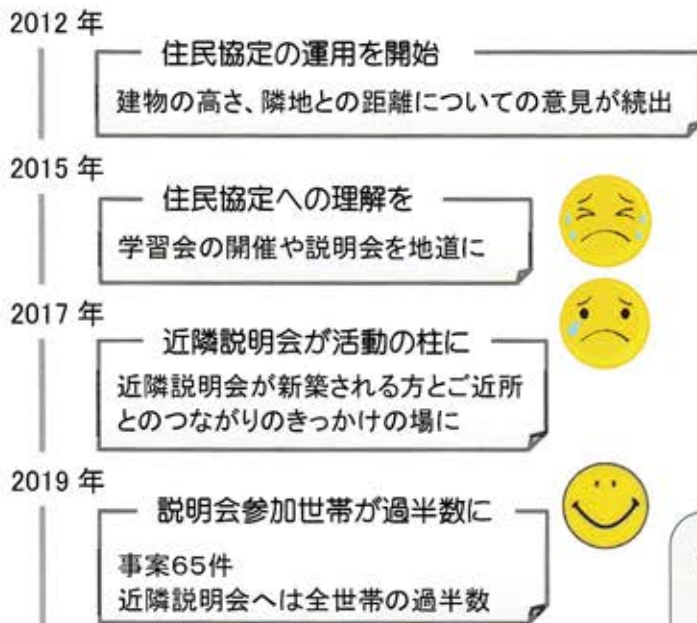 2012 年
住民協定の運用を開始
建物の高さ、隣地との距離についての意見が続出
2015 年
住民協定への理解を
学習会の開催や説明会を地道に
2017 年
近隣説明会が活動の柱に
近隣説明会が新築される方とご近所
とのつながりのきっかけの場に
2019 年
説明会参加世帯が過半数に
事案65件
近隣説明会へは全世帯の過半数